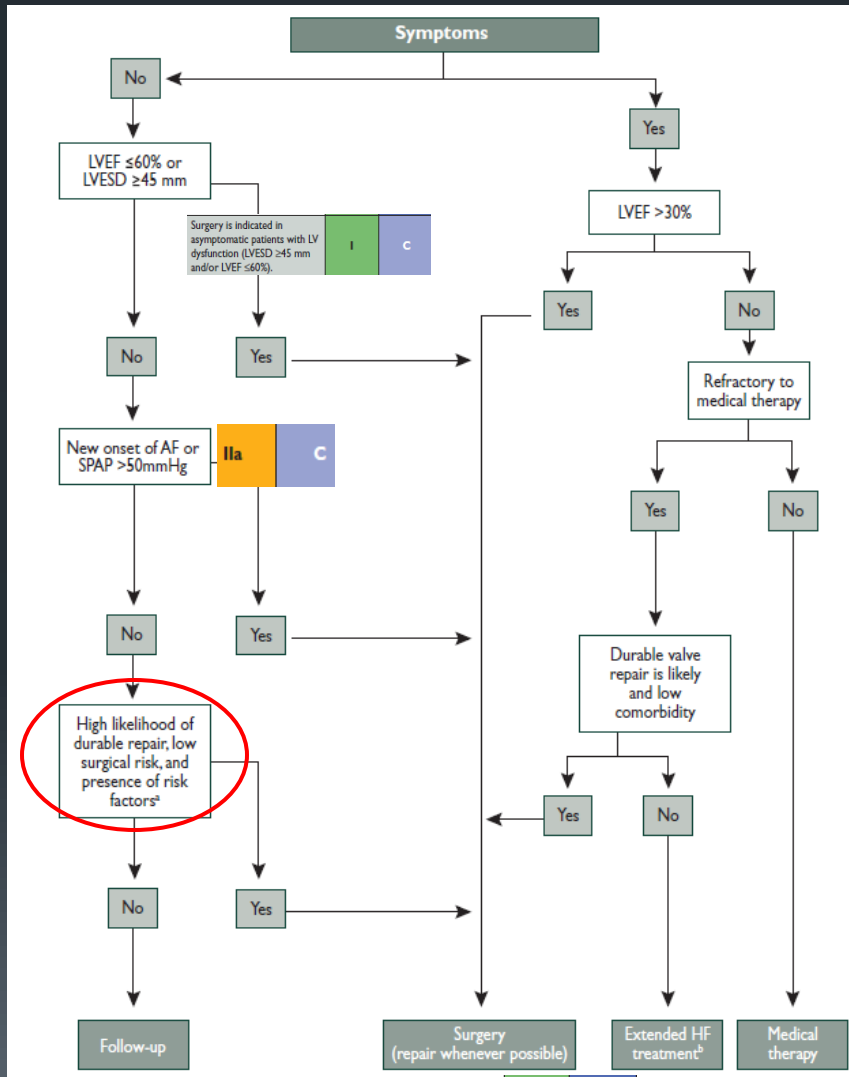 Symptoms
No
Yes
LVEF ≤60% or
LVESD ≥45 mm
LVEF >30%
Surgery is indicated in
asymptomatic patients with LV
dysfunction (LVESD ≥45 mm
and/or LVEF ≤60%).
I
C
Yes
No
No
Yes
Refractory to
medical therapy
New onset of AF or
SPAP >50mmHg
IIa
C
Yes
No
No
Yes
Durable valve
repair is likely
and low
comorbidity
High likelihood of
durable repair, low
surgical risk, and
presence of risk
factorsᵃ
Yes
No
No
Yes
Follow-up
Surgery
(repair whenever possible)
Extended HF
treatmentᵇ
Medical
therapy